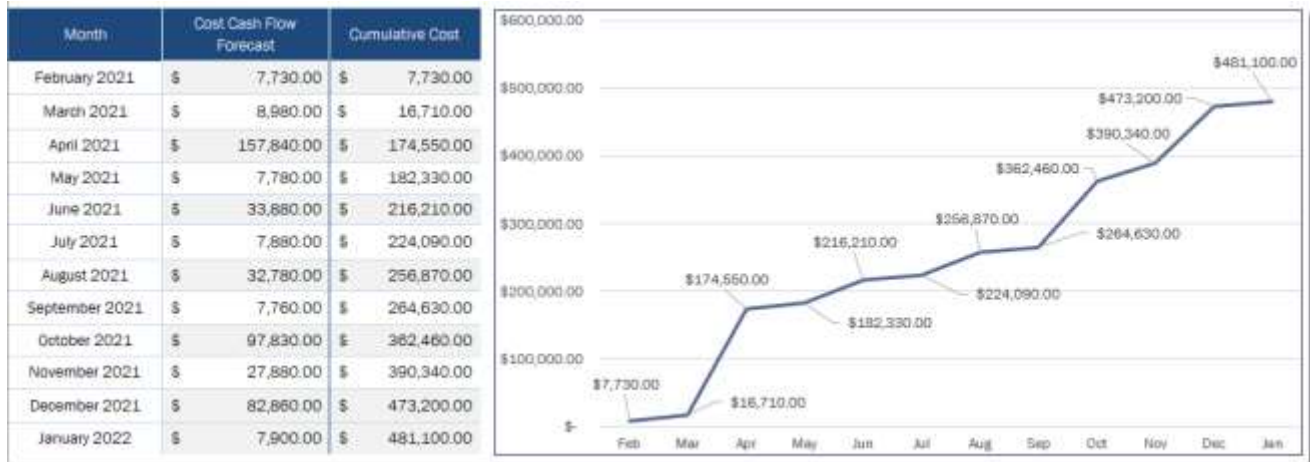 Month Cost Cash Flow Forecast Cumulative Cost
February 2021 $ 7,730.00 $ 7,730.00
March 2021 $ 8,980.00 $ 16,710.00
April 2021 $ 157,840.00 $ 174,550.00
May 2021 $ 7,780.00 $ 182,330.00
June 2021 $ 33,880.00 $ 216,210.00
July 2021 $ 7,880.00 $ 224,090.00
August 2021 $ 32,780.00 $ 256,870.00
September 2021 $ 7,760.00 $ 264,630.00
October 2021 $ 97,830.00 $ 362,460.00
November 2021 $ 27,880.00 $ 390,340.00
December 2021 $ 82,860.00 $ 473,200.00
January 2022 $ 7,900.00 $ 481,100.00
$600,000.00
$500,000.00
$400,000.00
$300,000.00
$200,000.00
$100,000.00
$-
$7,730.00
$16,710.00
$174,550.00
$182,330.00
$216,210.00
$224,090.00
$256,870.00
$264,630.00
$362,460.00
$390,340.00
$473,200.00
$481,100.00
Feb Mar Apr May Jun Jul Aug Sep Oct Nov Dec Jan